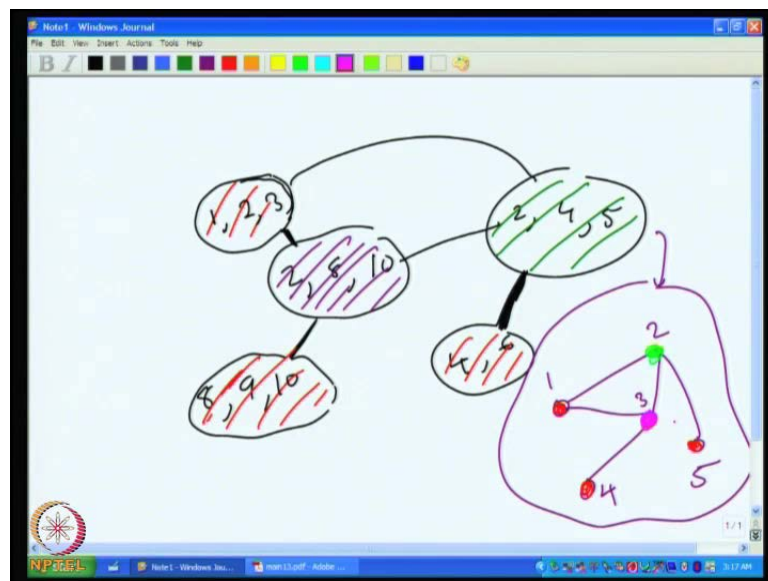 Note1 - Windows Journal
File Edit View Insert Actions Tools Help
B I
1, 2, 3,
, 2, 4, 5
2, 8, 10
4, 6
8, 9, 10
2
1
3
4
5
1 / 1
NPTEL
Note1 - Windows Jou...
main13.pdf - Adobe ...
3:17 AM